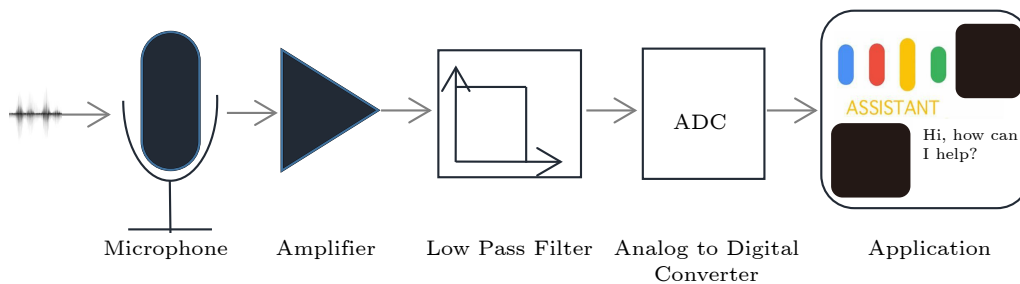 ADC
ASSISTANT
Hi, how can
I help?
Microphone
Amplifier
Low Pass Filter
Analog to Digital
Converter
Application